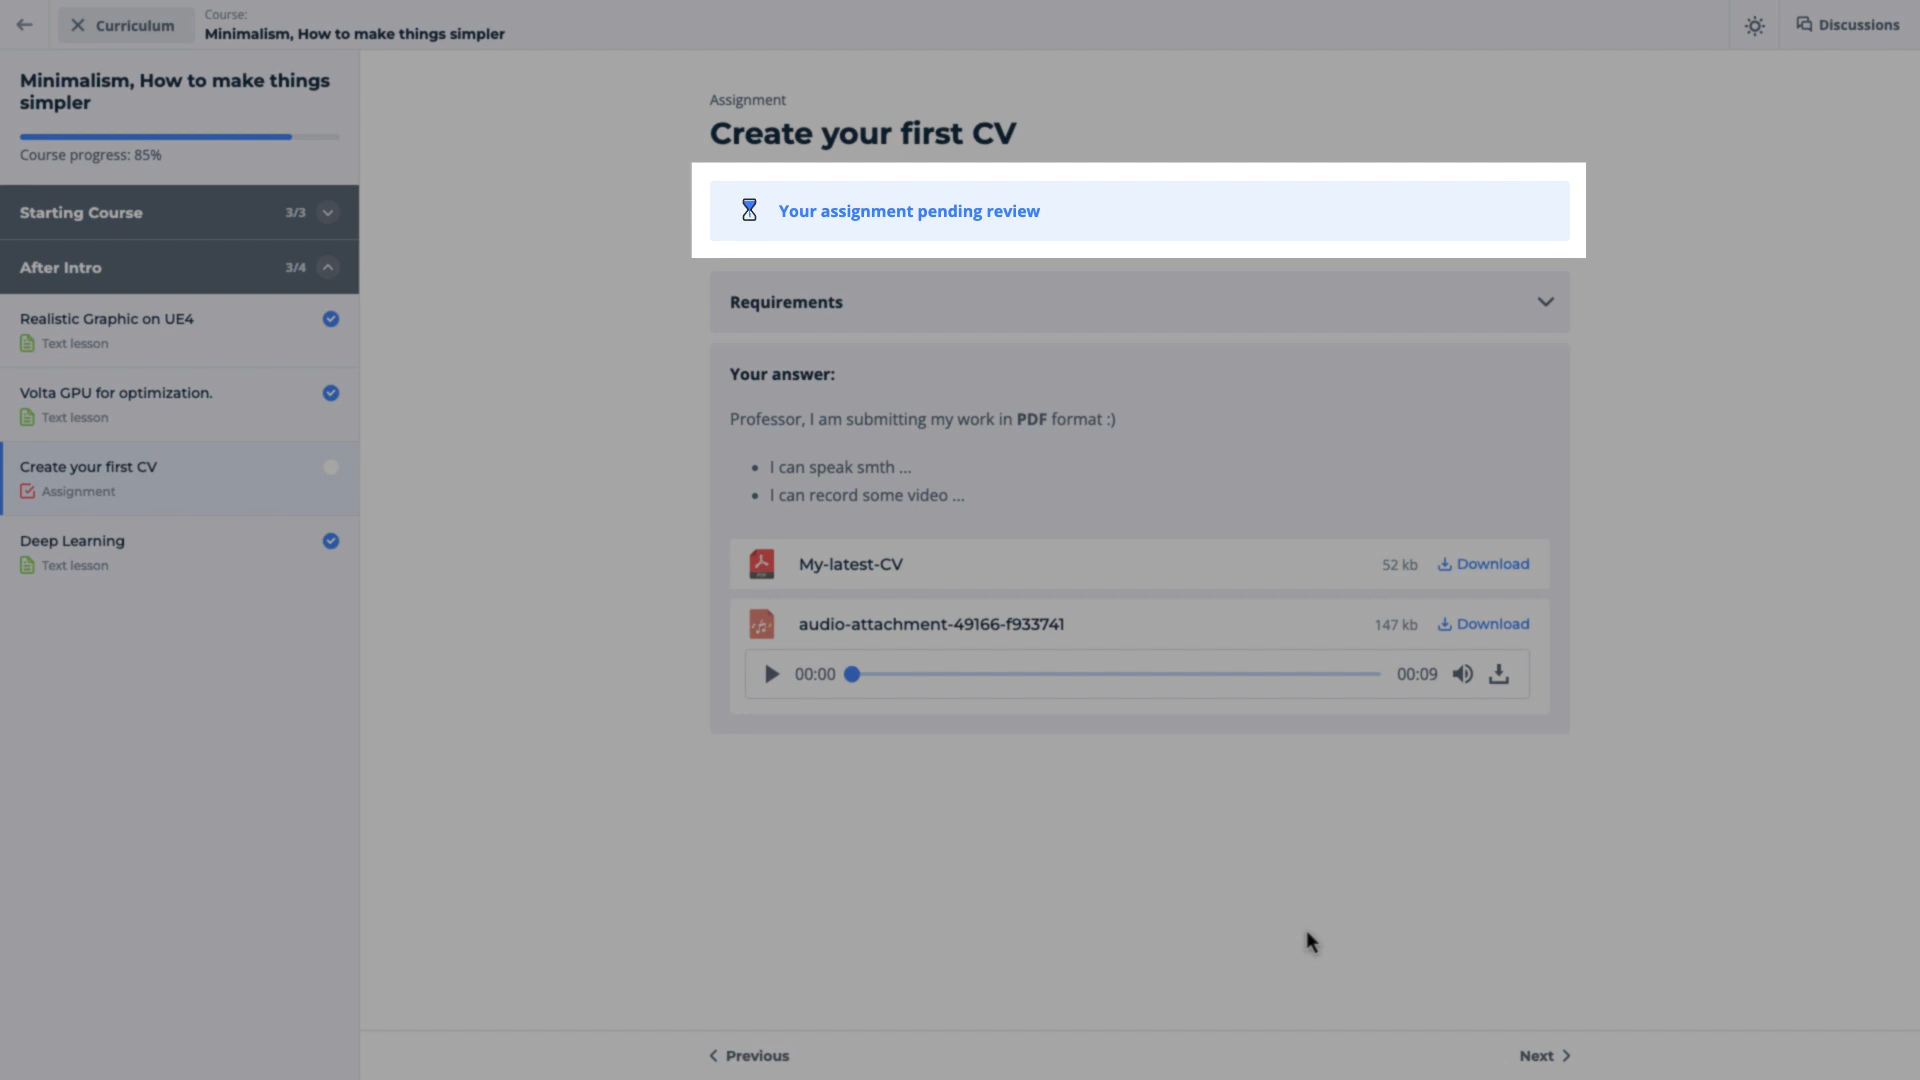 Curriculum
Course:
Minimalism, How to make things simpler
Discussions
Minimalism, How to make things
simpler
Course progress: 85%
Starting Course 3/3
After Intro 3/4
Realistic Graphic on UE4
Text lesson
Volta GPU for optimization.
Text lesson
Create your first CV
Assignment
Deep Learning
Text lesson
Assignment
Create your first CV
Your assignment pending review
Requirements
Your answer:
Professor, I am submitting my work in PDF format :)
• I can speak smth ...
• I can record some video ...
My-latest-CV 52 kb Download
audio-attachment-49166-f933741 147 kb Download
00:00 00:09
Previous
Next